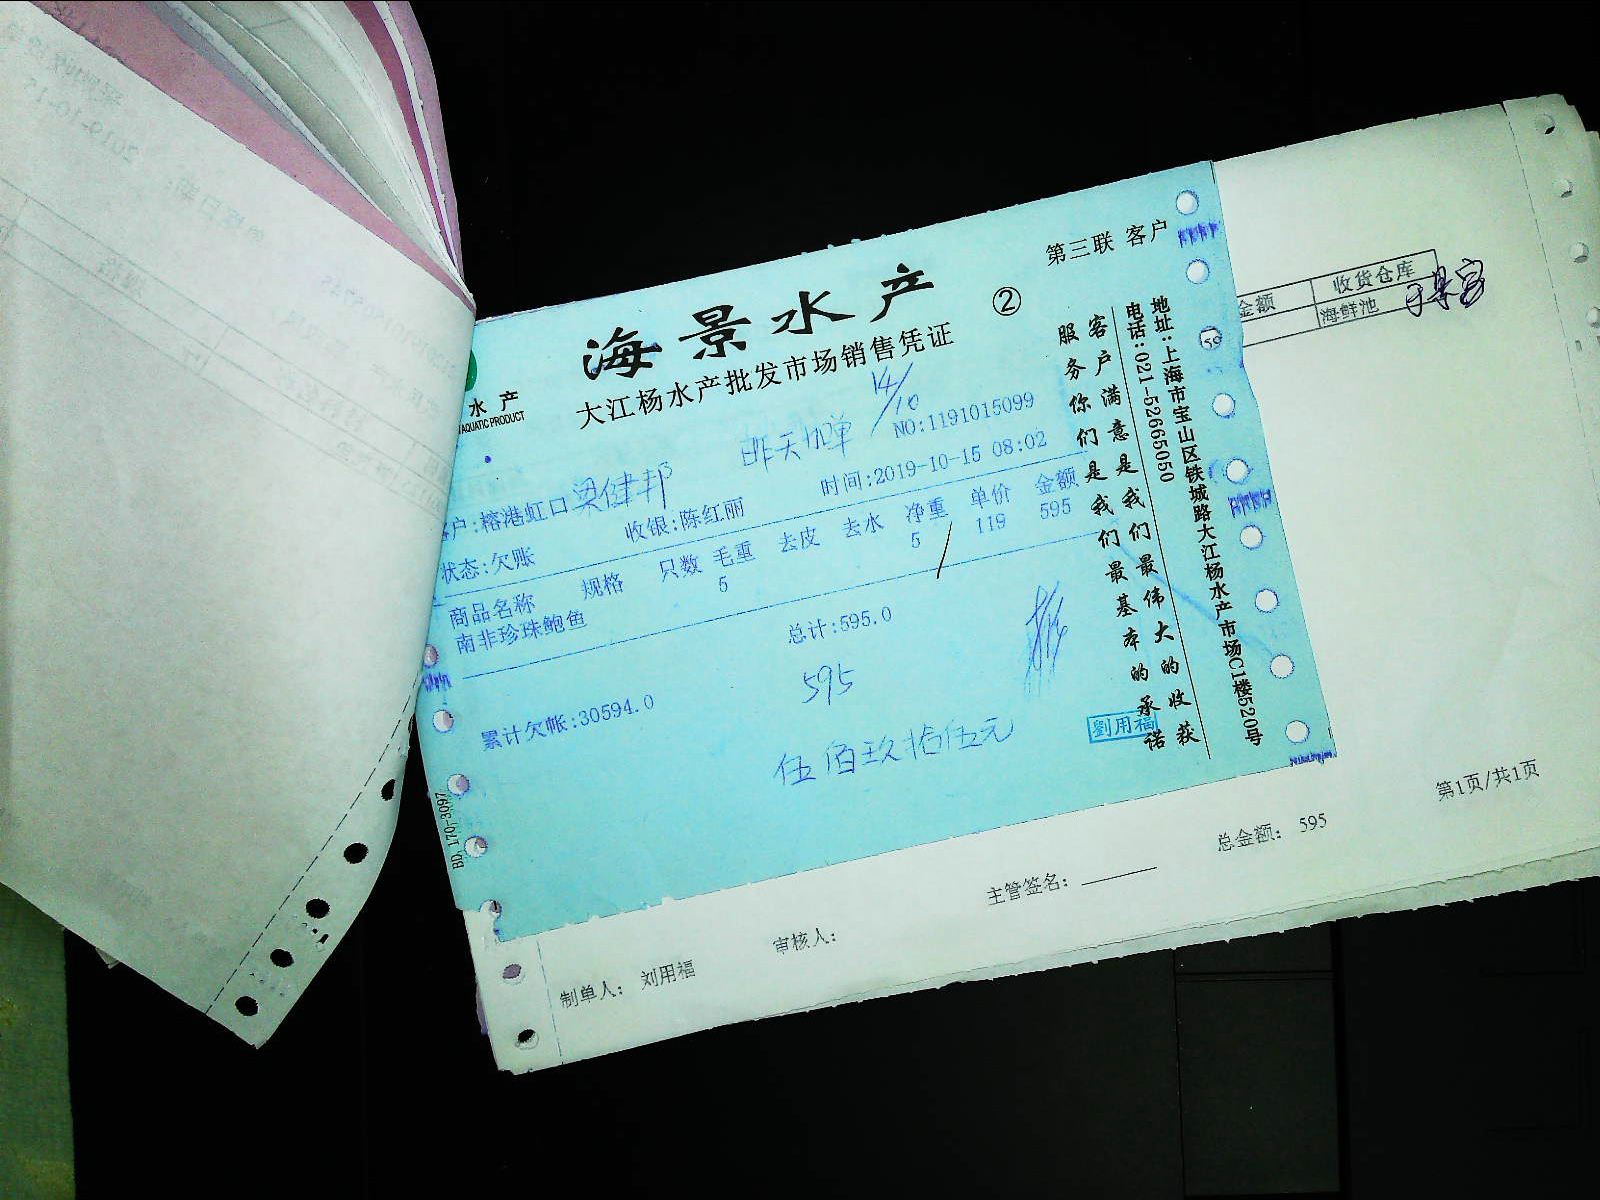 第三联 客户
海景水产 ②
大江杨水产批发市场销售凭证
水产
AQUATIC PRODUCT
14/10
昨天加单
NO:1191015099
户:榕港虹口 梁健邦
时间:2019-10-15 08:02
状态:欠账 收银:陈红丽
商品名称 规格 只数 毛重 去皮 去水 净重 单价 金额
南非珍珠鲍鱼 5 5 119 595
总计:595.0
595
累计欠帐:30594.0
伍佰玖拾伍元
劉用福
客户满意是我们最伟大的收获
服务你们是我们最基本的承诺
地址:上海市宝山区铁城路大江杨水产市场C1楼520号
电话:021-52665050
BD. 170-3097
金额 收货仓库
海鲜池
第1页/共1页
总金额: 595
主管签名:
审核人:
制单人: 刘用福